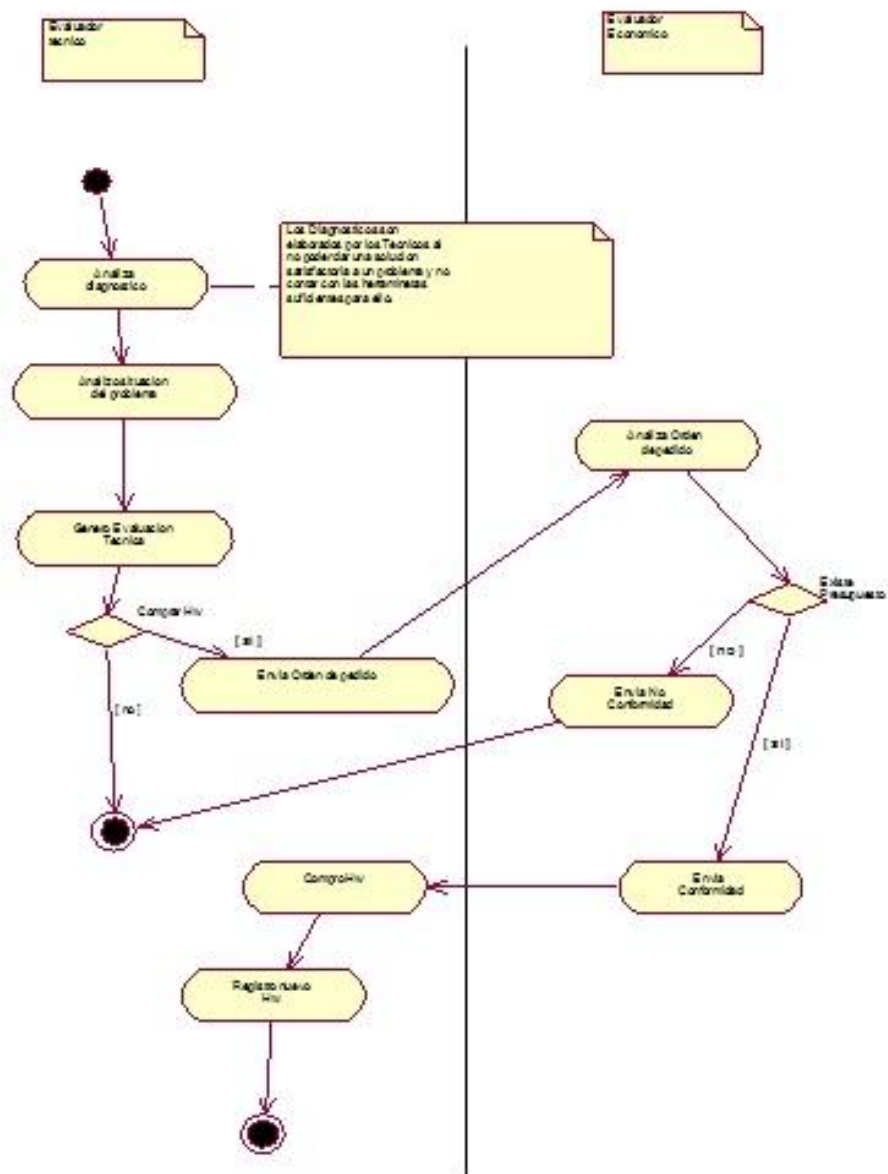 Evaluador
tecnico
Evaluador
Economico
Los Diagnosticos son
elaborados por los Tecnicos al
no poder dar una solucion
satisfactoria a un problema y no
contar con las herramientas
suficientes para ello.
Analiza
diagnostico
Analiza situacion
del problema
Analiza Orden
de pedido
Genera Evaluacion
Tecnica
Existe
Presupuesto
Comprar Hw
[ si ]
[ no ]
Envia Orden de pedido
Envia No
Conformidad
[ no ]
[ si ]
Compra Hw
Envia
Conformidad
Registra nuevo
Hw